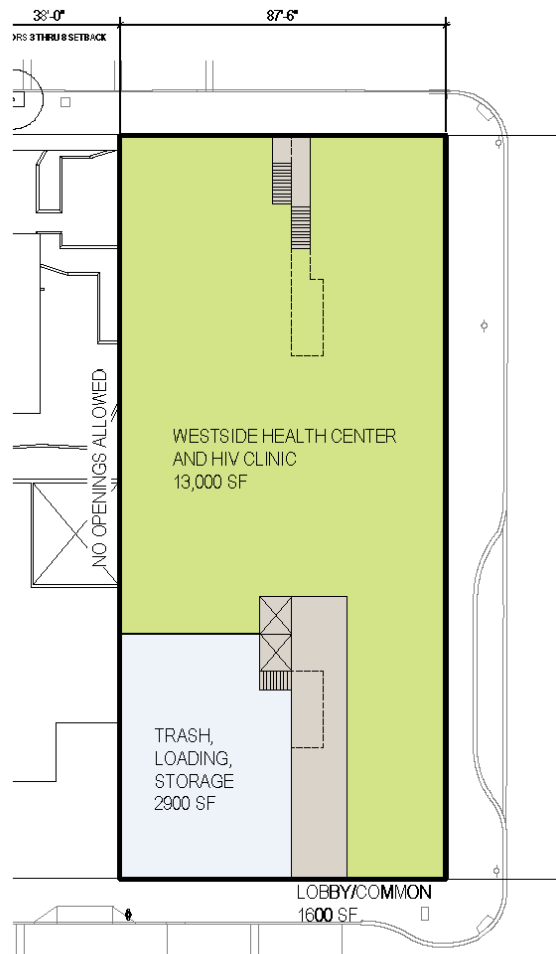 38'-0" 87'-6"
ORS 3 THRU 8 SETBACK
NO OPENINGS ALLOWED
WESTSIDE HEALTH CENTER
AND HIV CLINIC
13,000 SF
TRASH,
LOADING,
STORAGE
2900 SF
LOBBY/COMMON
1600 SF